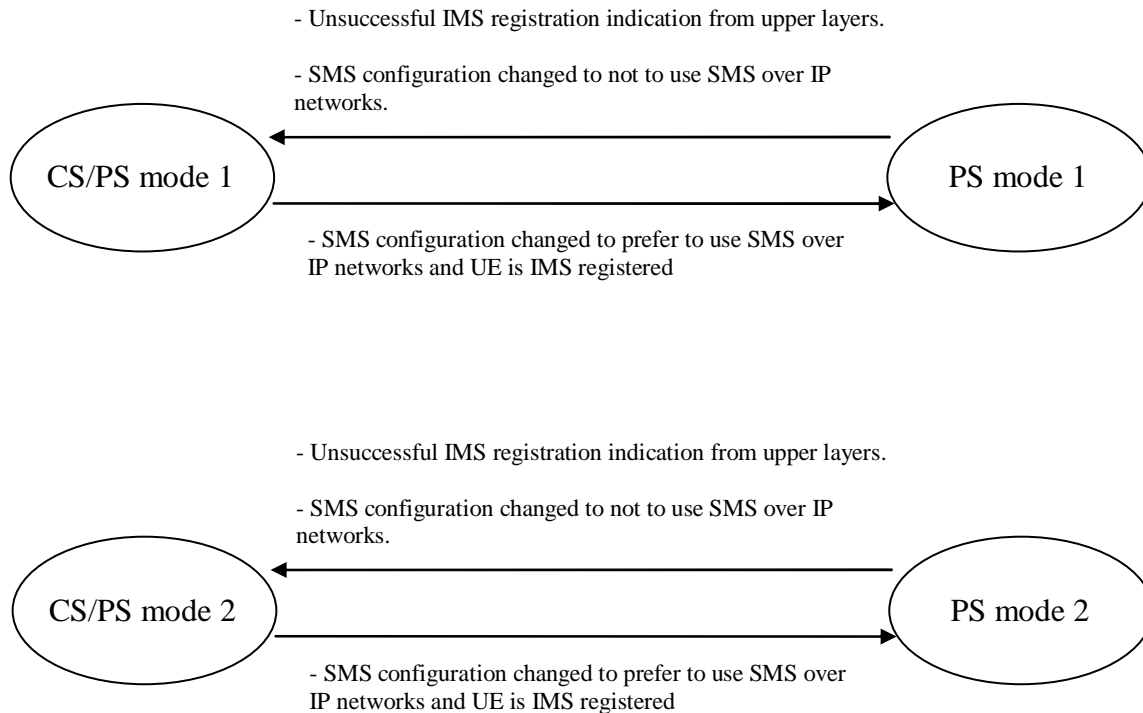 - Unsuccessful IMS registration indication from upper layers.
- SMS configuration changed to not to use SMS over IP
networks.
CS/PS mode 1
PS mode 1
- SMS configuration changed to prefer to use SMS over
IP networks and UE is IMS registered
- Unsuccessful IMS registration indication from upper layers.
- SMS configuration changed to not to use SMS over IP
networks.
CS/PS mode 2
PS mode 2
- SMS configuration changed to prefer to use SMS over
IP networks and UE is IMS registered